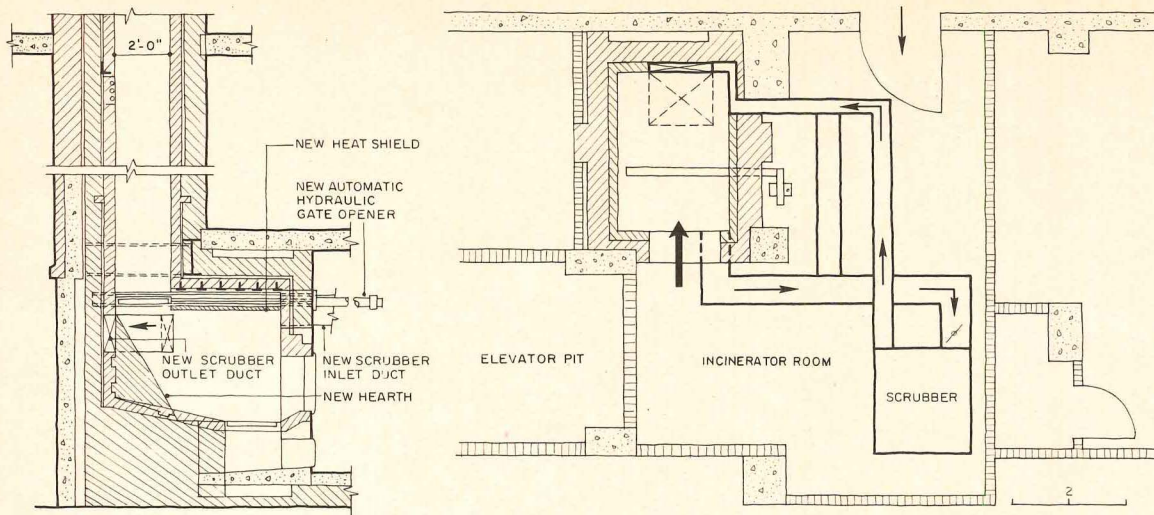 2'-0"
NEW HEAT SHIELD
NEW AUTOMATIC
HYDRAULIC
GATE OPENER
NEW SCRUBBER
OUTLET DUCT
NEW SCRUBBER
INLET DUCT
NEW HEARTH
ELEVATOR PIT
INCINERATOR ROOM
SCRUBBER
2